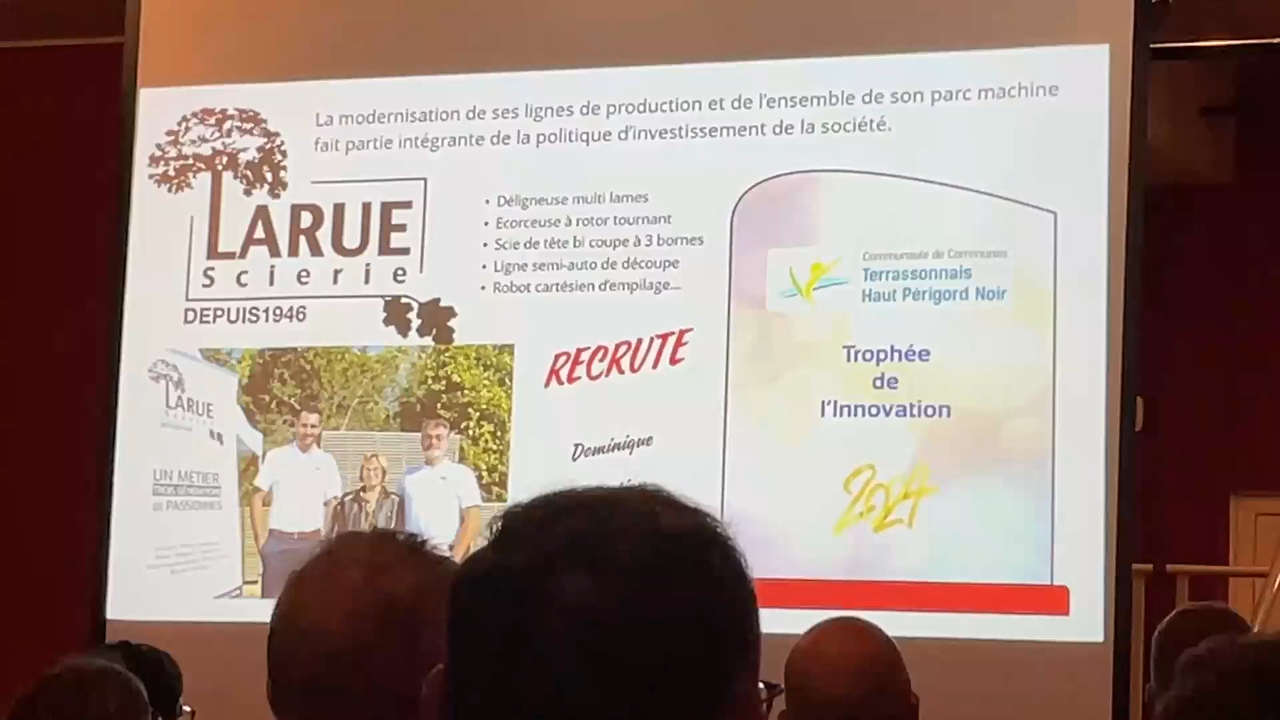 La modernisation de ses lignes de production et de l'ensemble de son parc machine
fait partie intégrante de la politique d'investissement de la société.
LARUE
Scierie
DEPUIS1946
• Déligneuse multi lames
• Ecorceuse à rotor tournant
• Scie de tête bi coupe à 3 bornes
• Ligne semi-auto de découpe
• Robot cartésien d'empilage...
RECRUTE
Dominique
Communauté de Communes
Terrassonnais
Haut Périgord Noir
Trophée
de
l'Innovation
2024
LARUE
UN MÉTIER
TROIS GÉNÉRATIONS
DE PASSIONNÉS